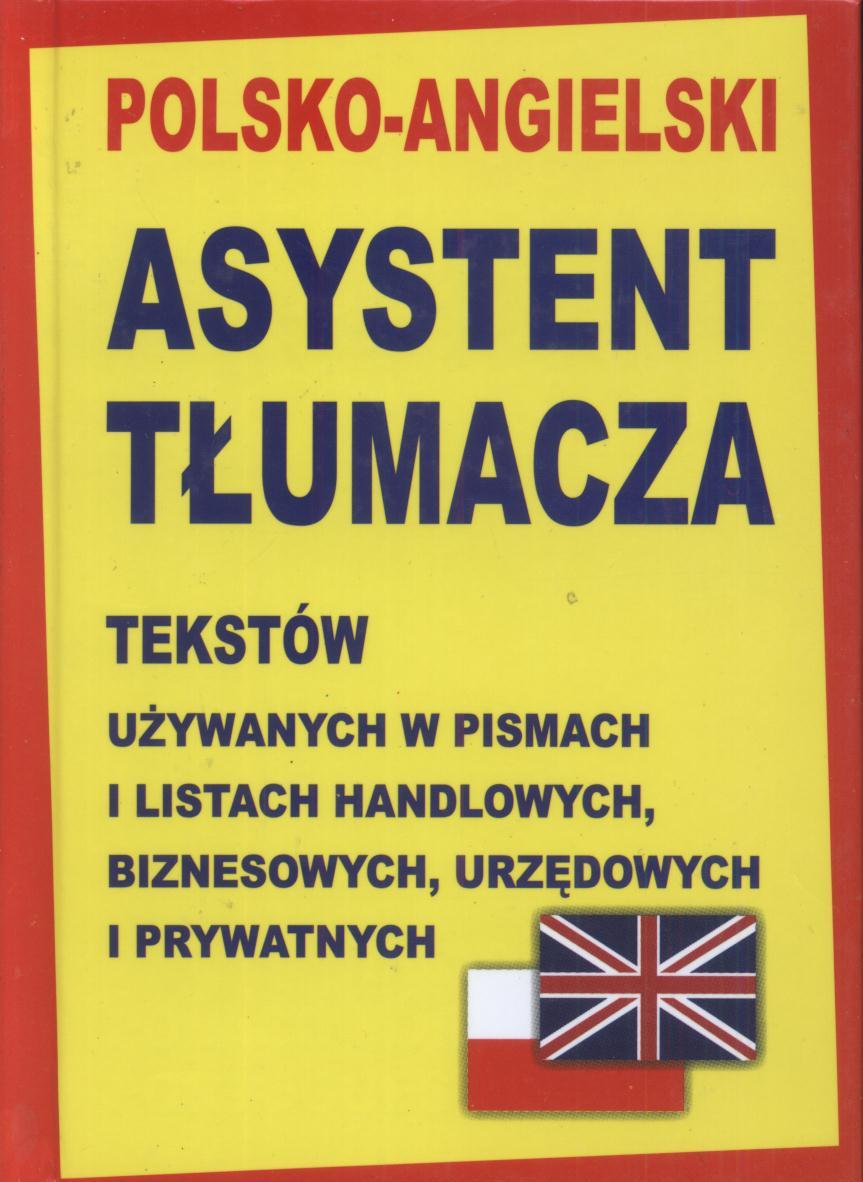 POLSKO-ANGIELSKI
ASYSTENT
TŁUMACZA
TEKSTÓW
UŻYWANYCH W PISMACH
I LISTACH HANDLOWYCH,
BIZNESOWYCH, URZĘDOWYCH
I PRYWATNYCH